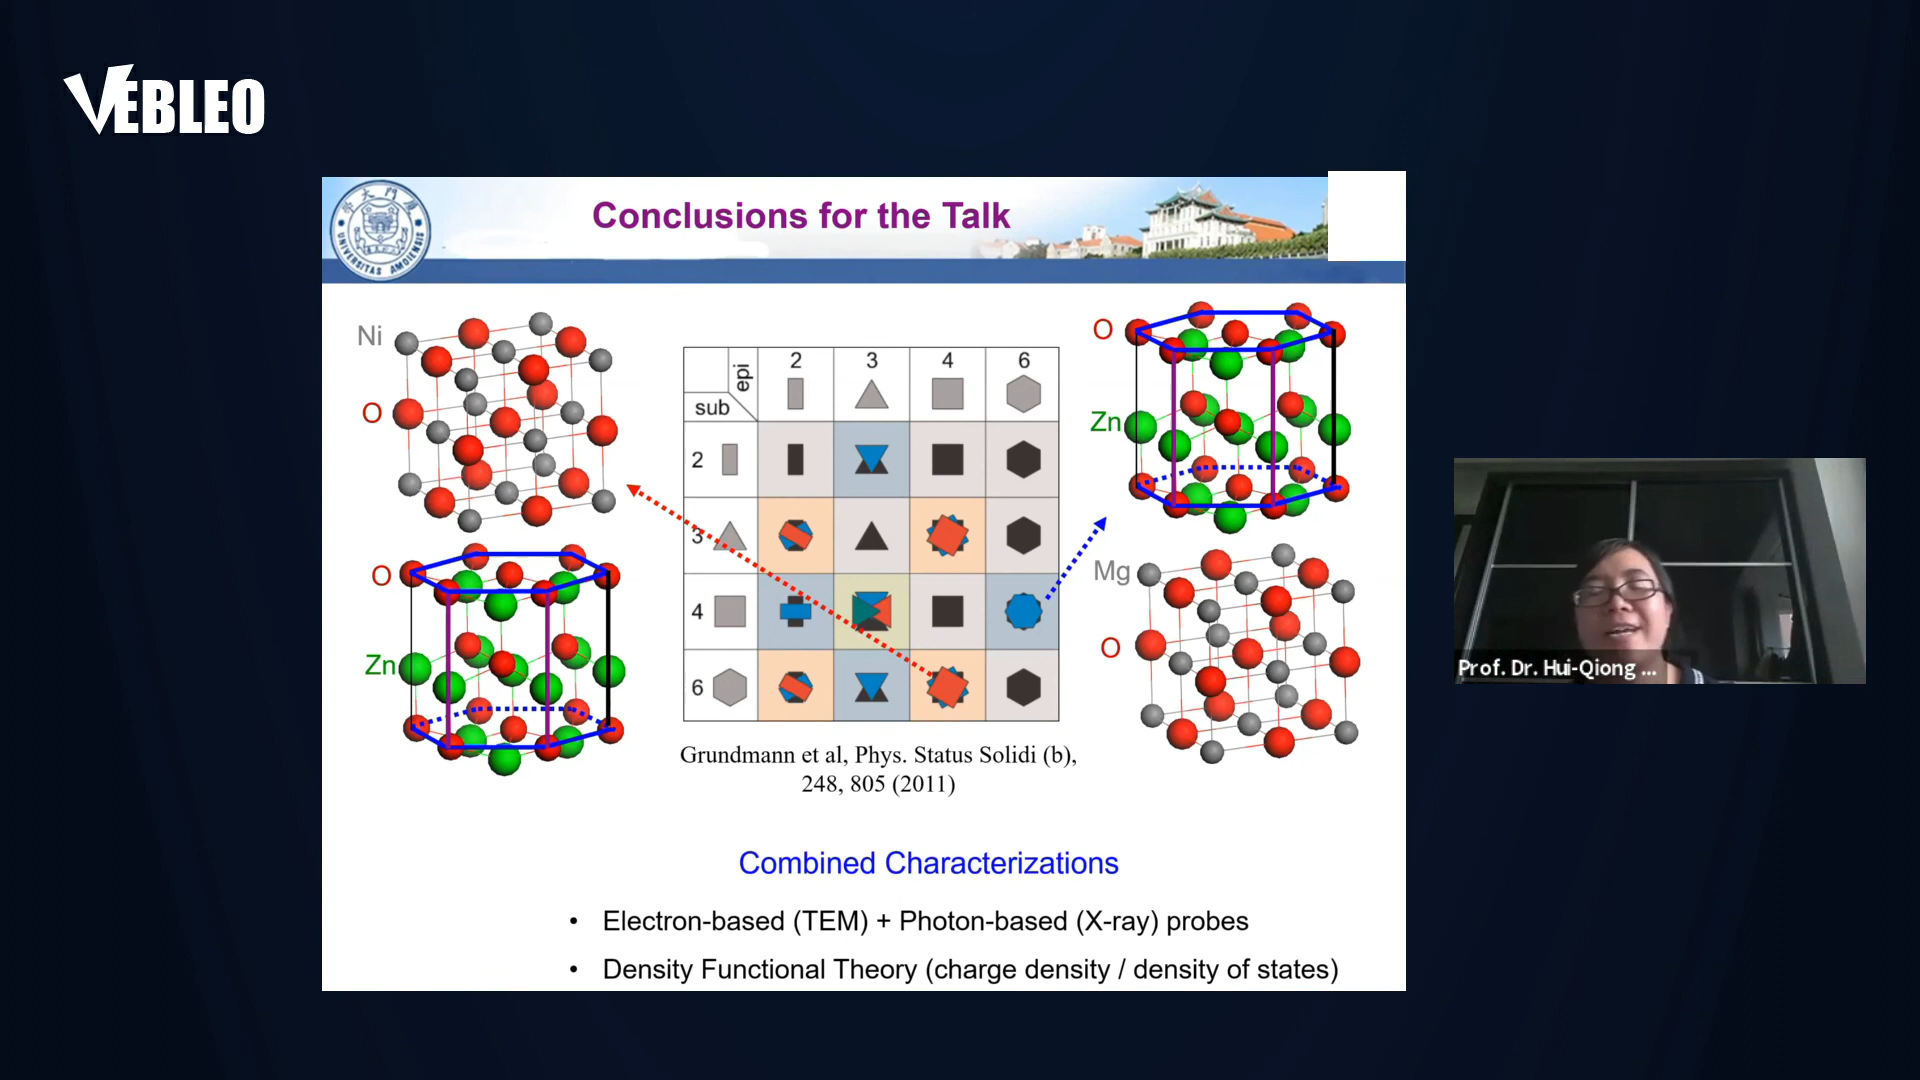 VEBLEO
Conclusions for the Talk
UNIVERSITAS AMOIENSIS
Ni
O
O
Zn
epi
sub
2
3
4
6
2
3
4
6
O
Zn
Mg
O
Grundmann et al, Phys. Status Solidi (b),
248, 805 (2011)
Combined Characterizations
• Electron-based (TEM) + Photon-based (X-ray) probes
• Density Functional Theory (charge density / density of states)
Prof. Dr. Hui-Qiong ...